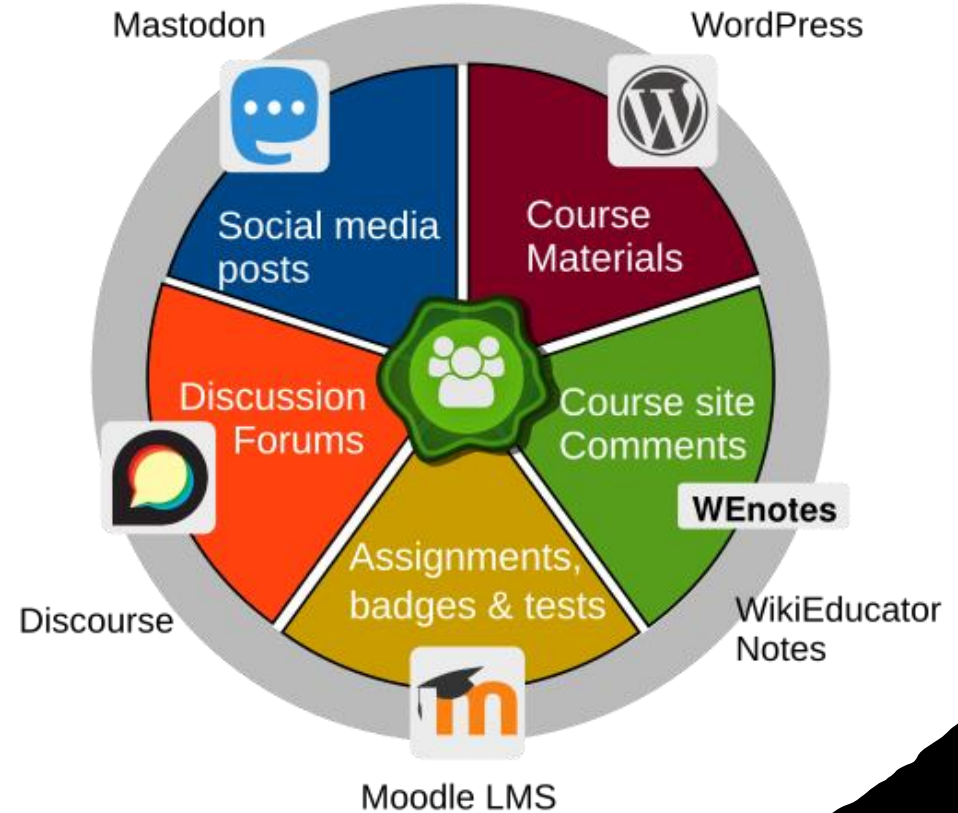 Mastodon
WordPress
Social media
posts
Course
Materials
Discussion
Forums
Course site
Comments
WEnotes
Assignments,
badges & tests
Discourse
WikiEducator
Notes
Moodle LMS